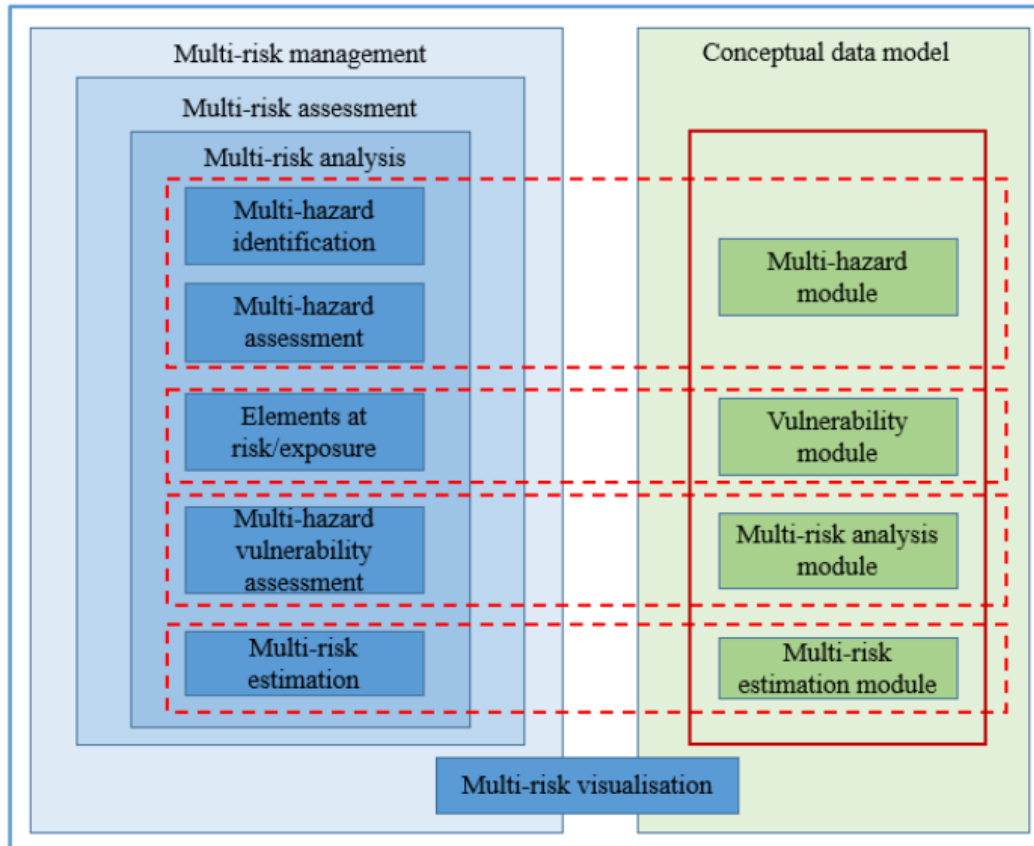 Multi-risk management
Multi-risk assessment
Multi-risk analysis
Multi-hazard
identification
Multi-hazard
assessment
Elements at
risk/exposure
Multi-hazard
vulnerability
assessment
Multi-risk
estimation
Conceptual data model
Multi-hazard
module
Vulnerability
module
Multi-risk analysis
module
Multi-risk
estimation module
Multi-risk visualisation